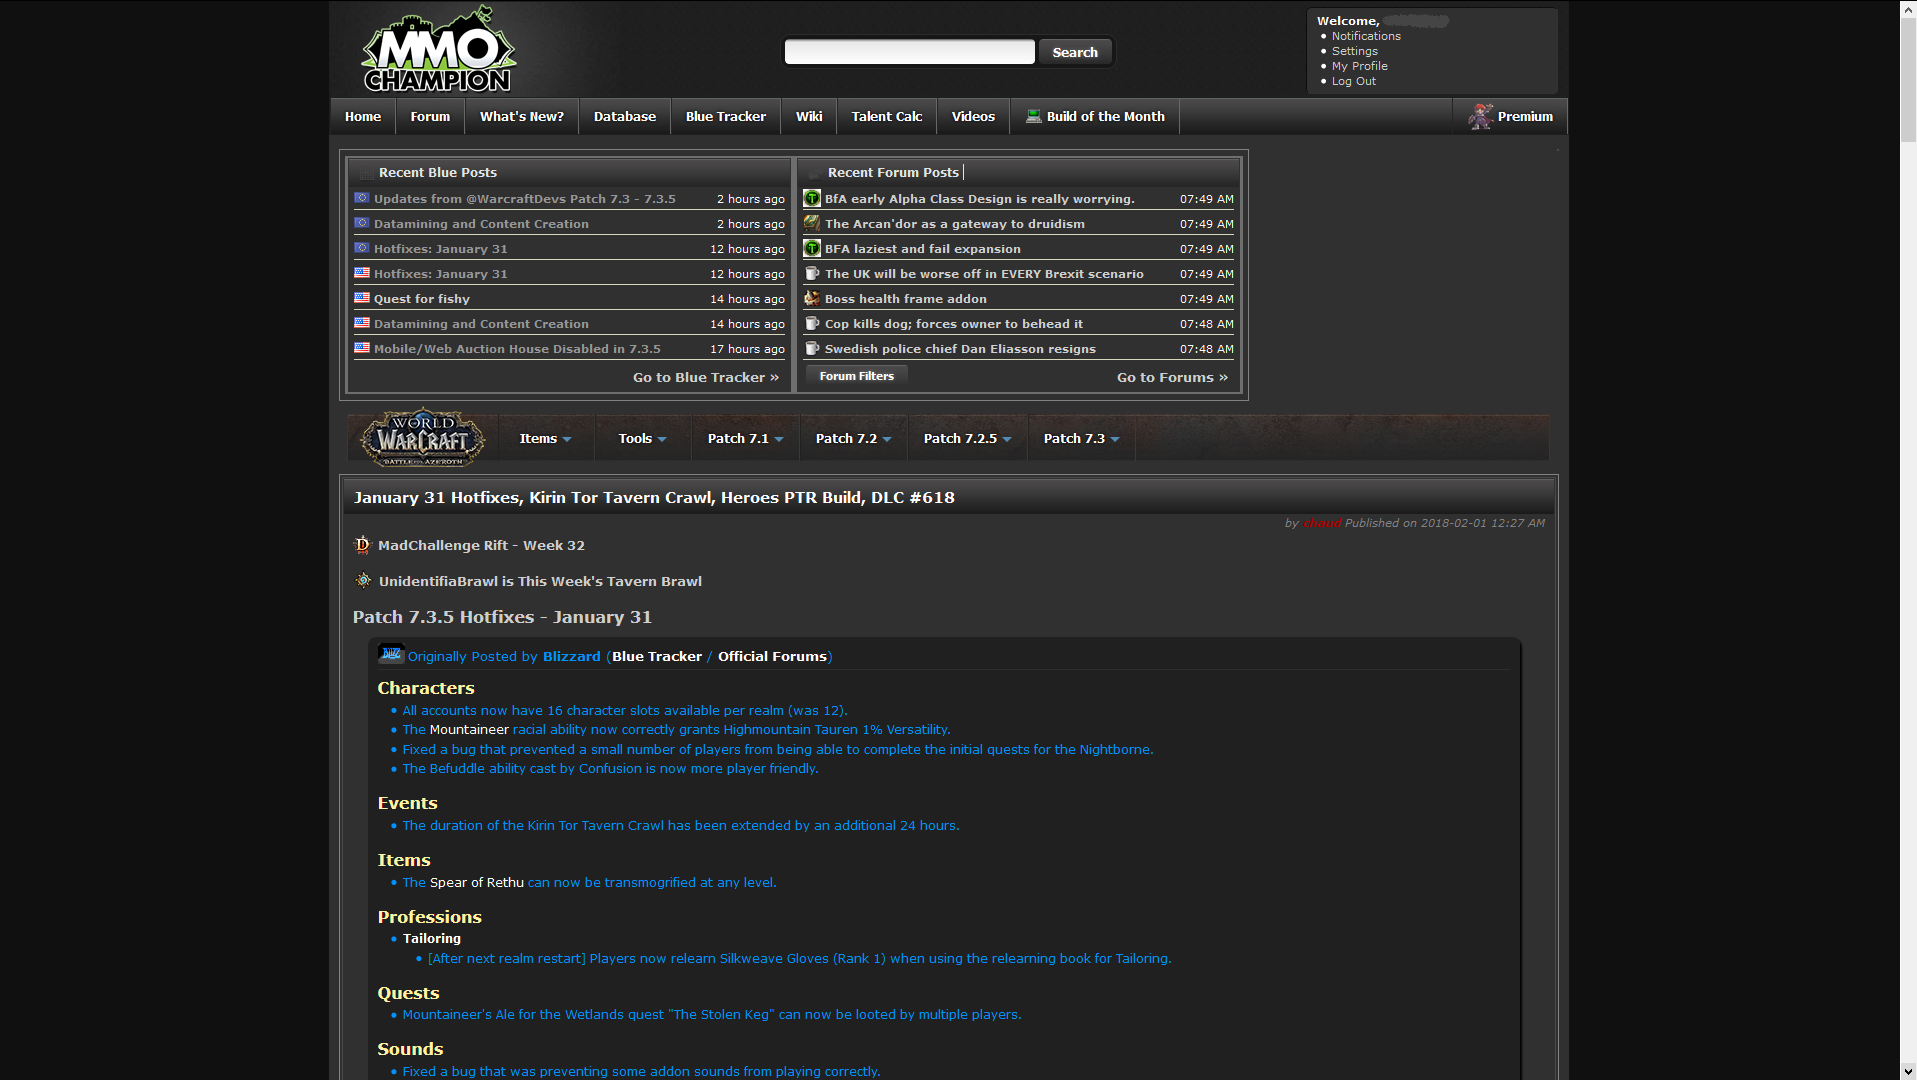 MMO
CHAMPION
Search
Welcome,
Notifications
Settings
My Profile
Log Out
Home
Forum
What's New?
Database
Blue Tracker
Wiki
Talent Calc
Videos
Build of the Month
Premium
Recent Blue Posts
Updates from @WarcraftDevs Patch 7.3 - 7.3.5 2 hours ago
Datamining and Content Creation 2 hours ago
Hotfixes: January 31 12 hours ago
Hotfixes: January 31 12 hours ago
Quest for fishy 14 hours ago
Datamining and Content Creation 14 hours ago
Mobile/Web Auction House Disabled in 7.3.5 17 hours ago
Go to Blue Tracker »
Recent Forum Posts
BfA early Alpha Class Design is really worrying. 07:49 AM
The Arcan'dor as a gateway to druidism 07:49 AM
BFA laziest and fail expansion 07:49 AM
The UK will be worse off in EVERY Brexit scenario 07:49 AM
Boss health frame addon 07:49 AM
Cop kills dog; forces owner to behead it 07:48 AM
Swedish police chief Dan Eliasson resigns 07:48 AM
Forum Filters
Go to Forums »
WORLD
WARCRAFT
BATTLE FOR AZEROTH
Items
Tools
Patch 7.1
Patch 7.2
Patch 7.2.5
Patch 7.3
January 31 Hotfixes, Kirin Tor Tavern Crawl, Heroes PTR Build, DLC #618
by chaud Published on 2018-02-01 12:27 AM
MadChallenge Rift - Week 32
UnidentifiaBrawl is This Week's Tavern Brawl
Patch 7.3.5 Hotfixes - January 31
BLIZZ Originally Posted by Blizzard (Blue Tracker / Official Forums)
Characters
• All accounts now have 16 character slots available per realm (was 12).
• The Mountaineer racial ability now correctly grants Highmountain Tauren 1% Versatility.
• Fixed a bug that prevented a small number of players from being able to complete the initial quests for the Nightborne.
• The Befuddle ability cast by Confusion is now more player friendly.
Events
• The duration of the Kirin Tor Tavern Crawl has been extended by an additional 24 hours.
Items
• The Spear of Rethu can now be transmogrified at any level.
Professions
• Tailoring
• [After next realm restart] Players now relearn Silkweave Gloves (Rank 1) when using the relearning book for Tailoring.
Quests
• Mountaineer's Ale for the Wetlands quest "The Stolen Keg" can now be looted by multiple players.
Sounds
• Fixed a bug that was preventing some addon sounds from playing correctly.